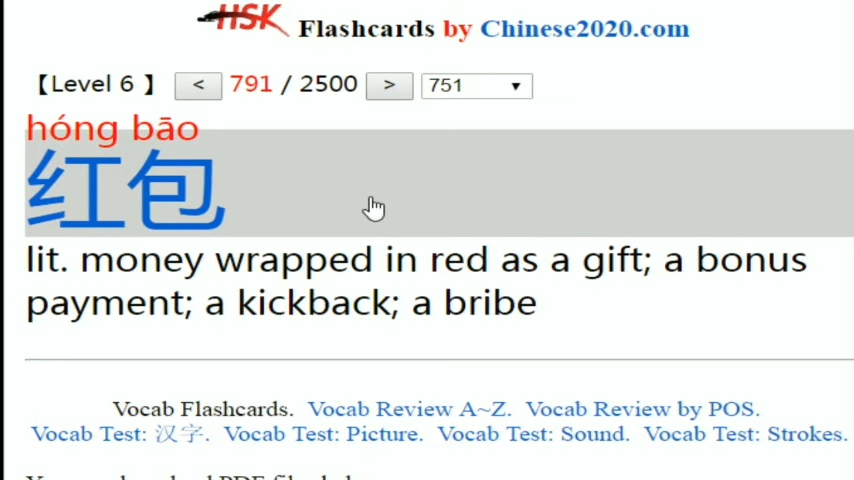 HSK Flashcards by Chinese2020.com
【Level 6 】 < 791 / 2500 > 751
hóng bāo
红包
lit. money wrapped in red as a gift; a bonus
payment; a kickback; a bribe
Vocab Flashcards. Vocab Review A~Z. Vocab Review by POS.
Vocab Test: 汉字. Vocab Test: Picture. Vocab Test: Sound. Vocab Test: Strokes.